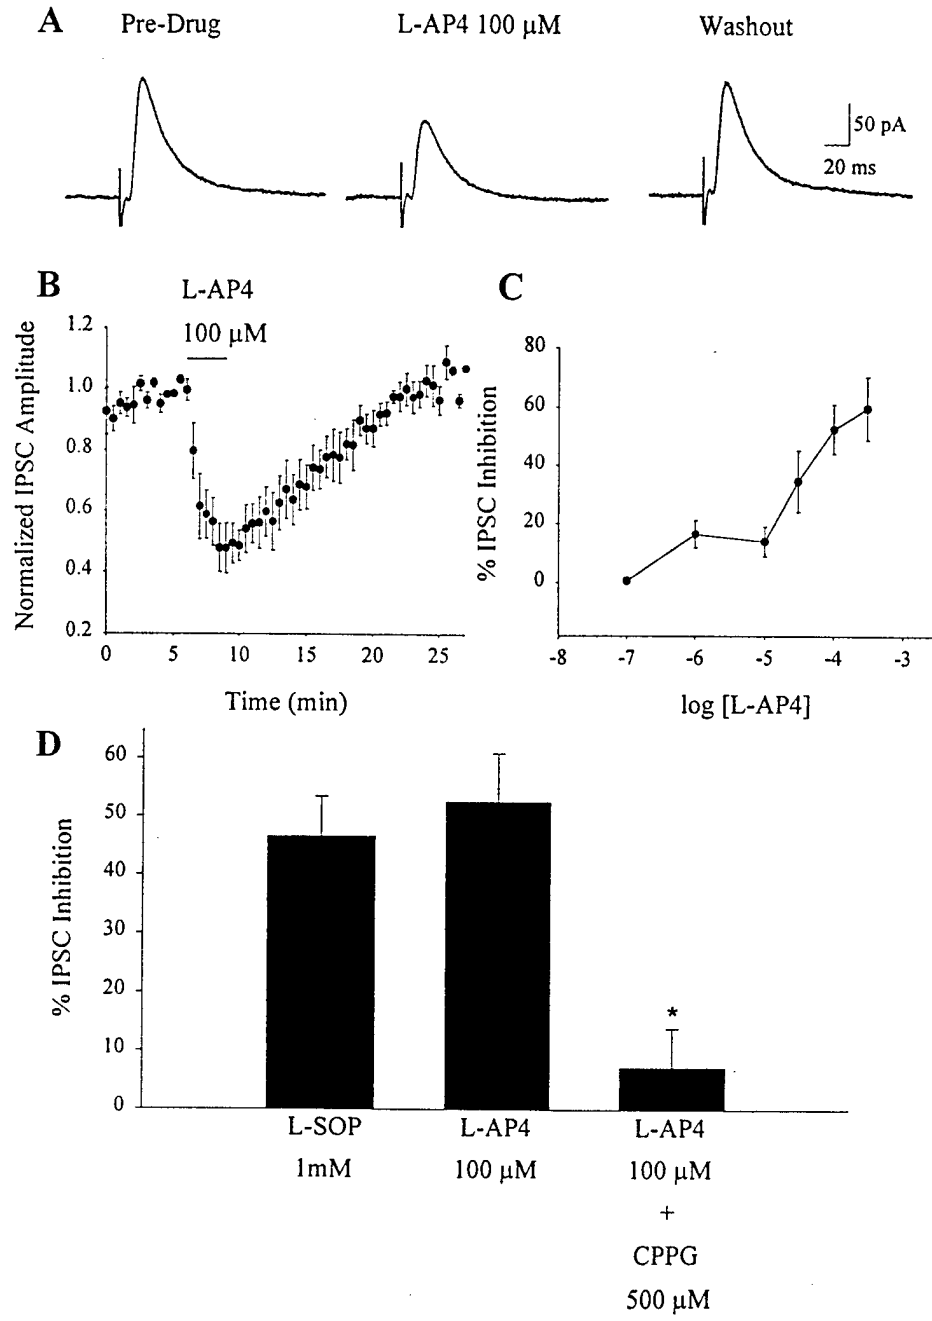 A
Pre-Drug
L-AP4 100 μM
Washout
50 pA
20 ms
B
L-AP4
100 μM
Normalized IPSC Amplitude
1.2
1.0
0.8
0.6
0.4
0.2
0
5
10
15
20
25
Time (min)
C
% IPSC Inhibition
80
60
40
20
0
-8
-7
-6
-5
-4
-3
log [L-AP4]
D
% IPSC Inhibition
60
50
40
30
20
10
0
*
L-SOP
1mM
L-AP4
100 μM
L-AP4
100 μM
+
CPPG
500 μM